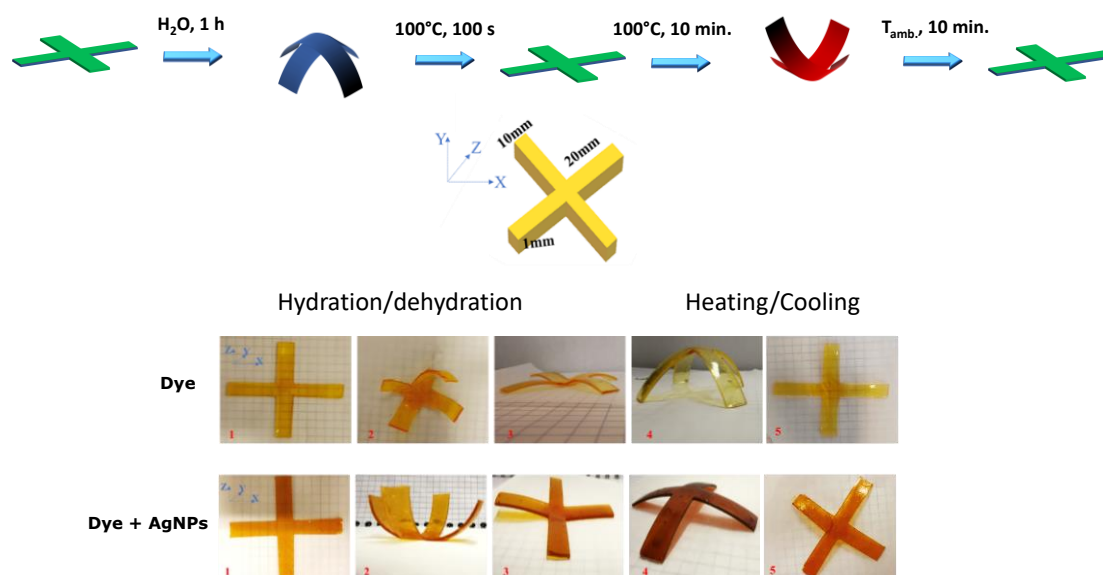 H₂O, 1 h
100°C, 100 s
100°C, 10 min.
Tamb., 10 min.
10mm
20mm
1mm
Y
Z
X
Hydration/dehydration
Heating/Cooling
Dye
Z Y X
1
2
3
4
5
Dye + AgNPs
Z Y X
1
2
3
4
5